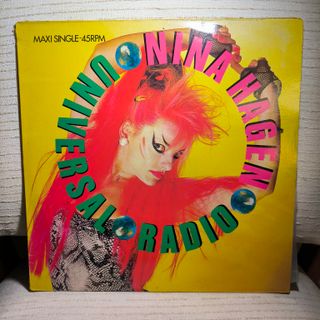 MAXI SINGLE-45RPM
NINA HAGEN
UNIVERSAL RADIO